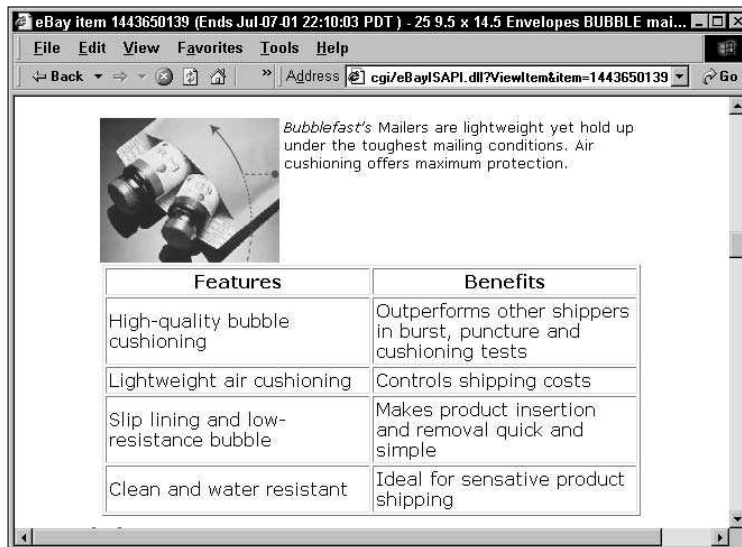 eBay item 1443650139 (Ends Jul-07-01 22:10:03 PDT ) - 25 9.5 x 14.5 Envelopes BUBBLE mai...
File Edit View Favorites Tools Help
Back » Address cgi/eBayISAPI.dll?ViewItem&item=1443650139 Go
Bubblefast's Mailers are lightweight yet hold up
under the toughest mailing conditions. Air
cushioning offers maximum protection.
Features Benefits
High-quality bubble
cushioning
Outperforms other shippers
in burst, puncture and
cushioning tests
Lightweight air cushioning
Controls shipping costs
Slip lining and low-
resistance bubble
Makes product insertion
and removal quick and
simple
Clean and water resistant
Ideal for sensative product
shipping